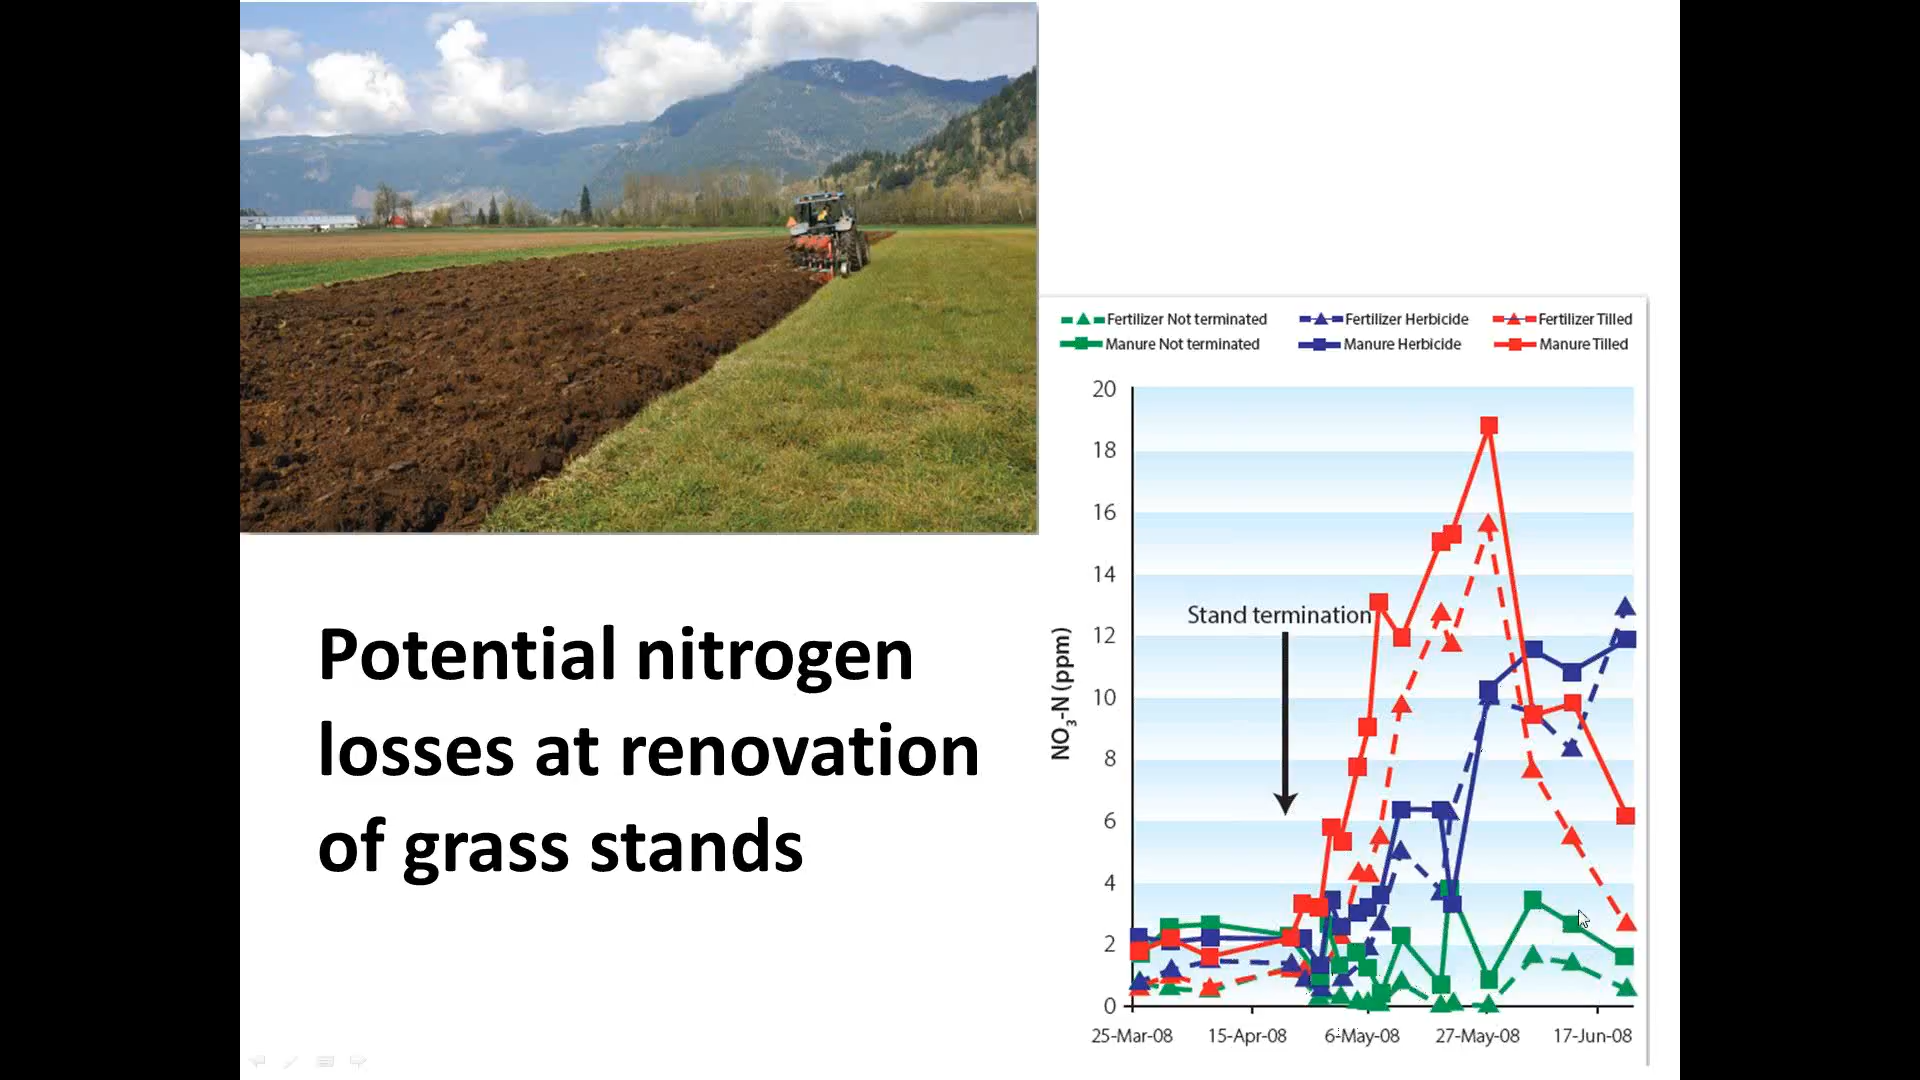 Potential nitrogen
losses at renovation
of grass stands
Fertilizer Not terminated
Fertilizer Herbicide
Fertilizer Tilled
Manure Not terminated
Manure Herbicide
Manure Tilled
20
18
16
14
12
10
8
6
4
2
0
NO3-N (ppm)
Stand termination
25-Mar-08
15-Apr-08
6-May-08
27-May-08
17-Jun-08